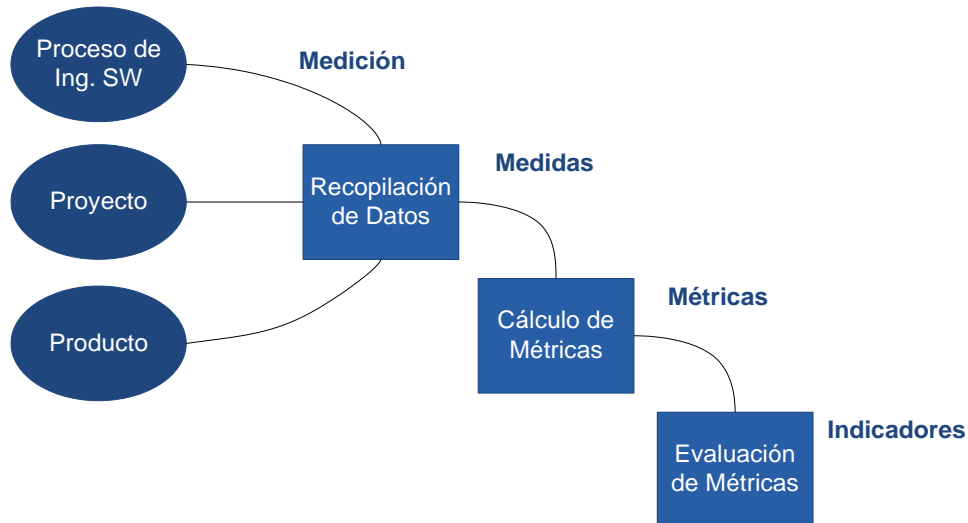 Proceso de
Ing. SW
Medición
Proyecto
Recopilación
de Datos
Medidas
Producto
Cálculo de
Métricas
Métricas
Evaluación
de Métricas
Indicadores